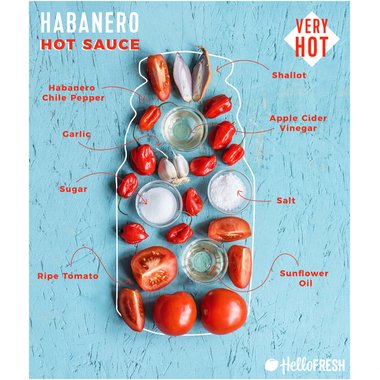 HABANERO
HOT SAUCE
VERY
HOT
Shallot
Habanero
Chile Pepper
Apple Cider
Vinegar
Garlic
Sugar
Salt
Ripe Tomato
Sunflower
Oil
HelloFRESH